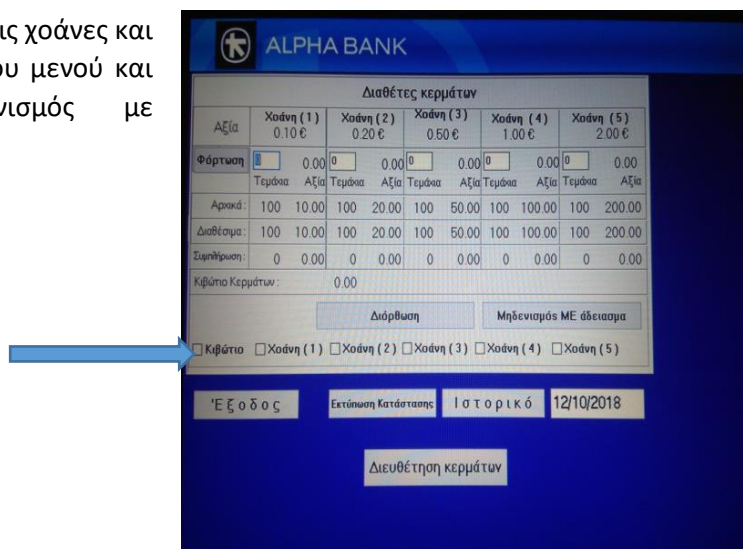 ις χοάνες και
ου μενού και
νισμός με
ALPHA BANK
Διαθέτες κερμάτων
Αξία Χοάνη (1) 0.10 € Χοάνη (2) 0.20 € Χοάνη (3) 0.50 € Χοάνη (4) 1.00 € Χοάνη (5) 2.00 €
Φόρτωση 0 0.00 0 0.00 0 0.00 0 0.00 0 0.00
Τεμάχια Αξία Τεμάχια Αξία Τεμάχια Αξία Τεμάχια Αξία Τεμάχια Αξία
Αρχικά: 100 10.00 100 20.00 100 50.00 100 100.00 100 200.00
Διαθέσιμα: 100 10.00 100 20.00 100 50.00 100 100.00 100 200.00
Συμπλήρωση: 0 0.00 0 0.00 0 0.00 0 0.00 0 0.00
Κιβώτιο Κερμάτων: 0.00
Διόρθωση Μηδενισμός ΜΕ άδειασμα
Κιβώτιο Χοάνη (1) Χοάνη (2) Χοάνη (3) Χοάνη (4) Χοάνη (5)
Έξοδος Εκτύπωση Κατάστασης Ιστορικό 12/10/2018
Διευθέτηση κερμάτων